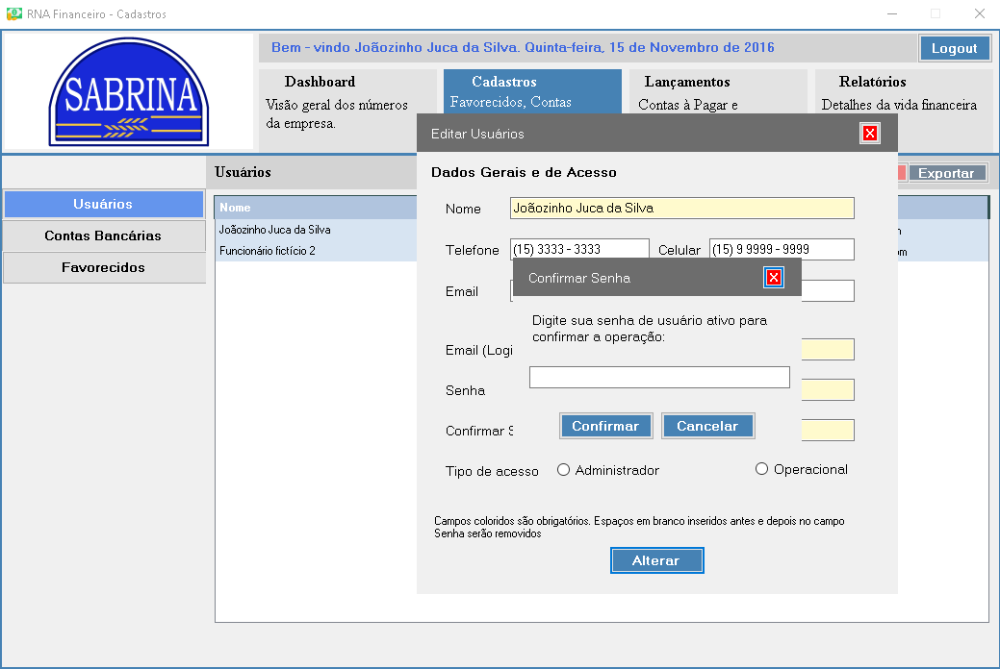 RNA Financeiro - Cadastros
SABRINA
Bem - vindo Joãozinho Juca da Silva. Quinta-feira, 15 de Novembro de 2016
Logout
Dashboard
Visão geral dos números
da empresa.
Cadastros
Favorecidos, Contas
Lançamentos
Contas à Pagar e
Relatórios
Detalhes da vida financeira
Usuários
Contas Bancárias
Favorecidos
Usuários
Exportar
Nome
Joãozinho Juca da Silva
Funcionário fictício 2
om
Editar Usuários
X
Dados Gerais e de Acesso
Nome
Joãozinho Juca da Silva
Telefone
(15) 3333 - 3333
Celular
(15) 9 9999 - 9999
Email
Email (Logi
Senha
Confirmar S
Tipo de acesso
Administrador
Operacional
Campos coloridos são obrigatórios. Espaços em branco inseridos antes e depois no campo
Senha serão removidos
Alterar
Confirmar Senha
X
Digite sua senha de usuário ativo para
confirmar a operação:
Confirmar
Cancelar